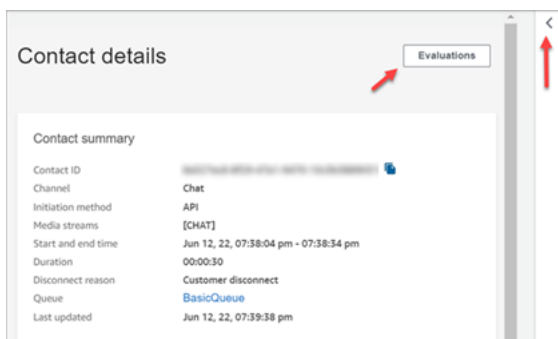 Contact details
Evaluations
Contact summary
Contact ID
Channel Chat
Initiation method API
Media streams [CHAT]
Start and end time Jun 12, 22, 07:38:04 pm - 07:38:34 pm
Duration 00:00:30
Disconnect reason Customer disconnect
Queue BasicQueue
Last updated Jun 12, 22, 07:39:38 pm